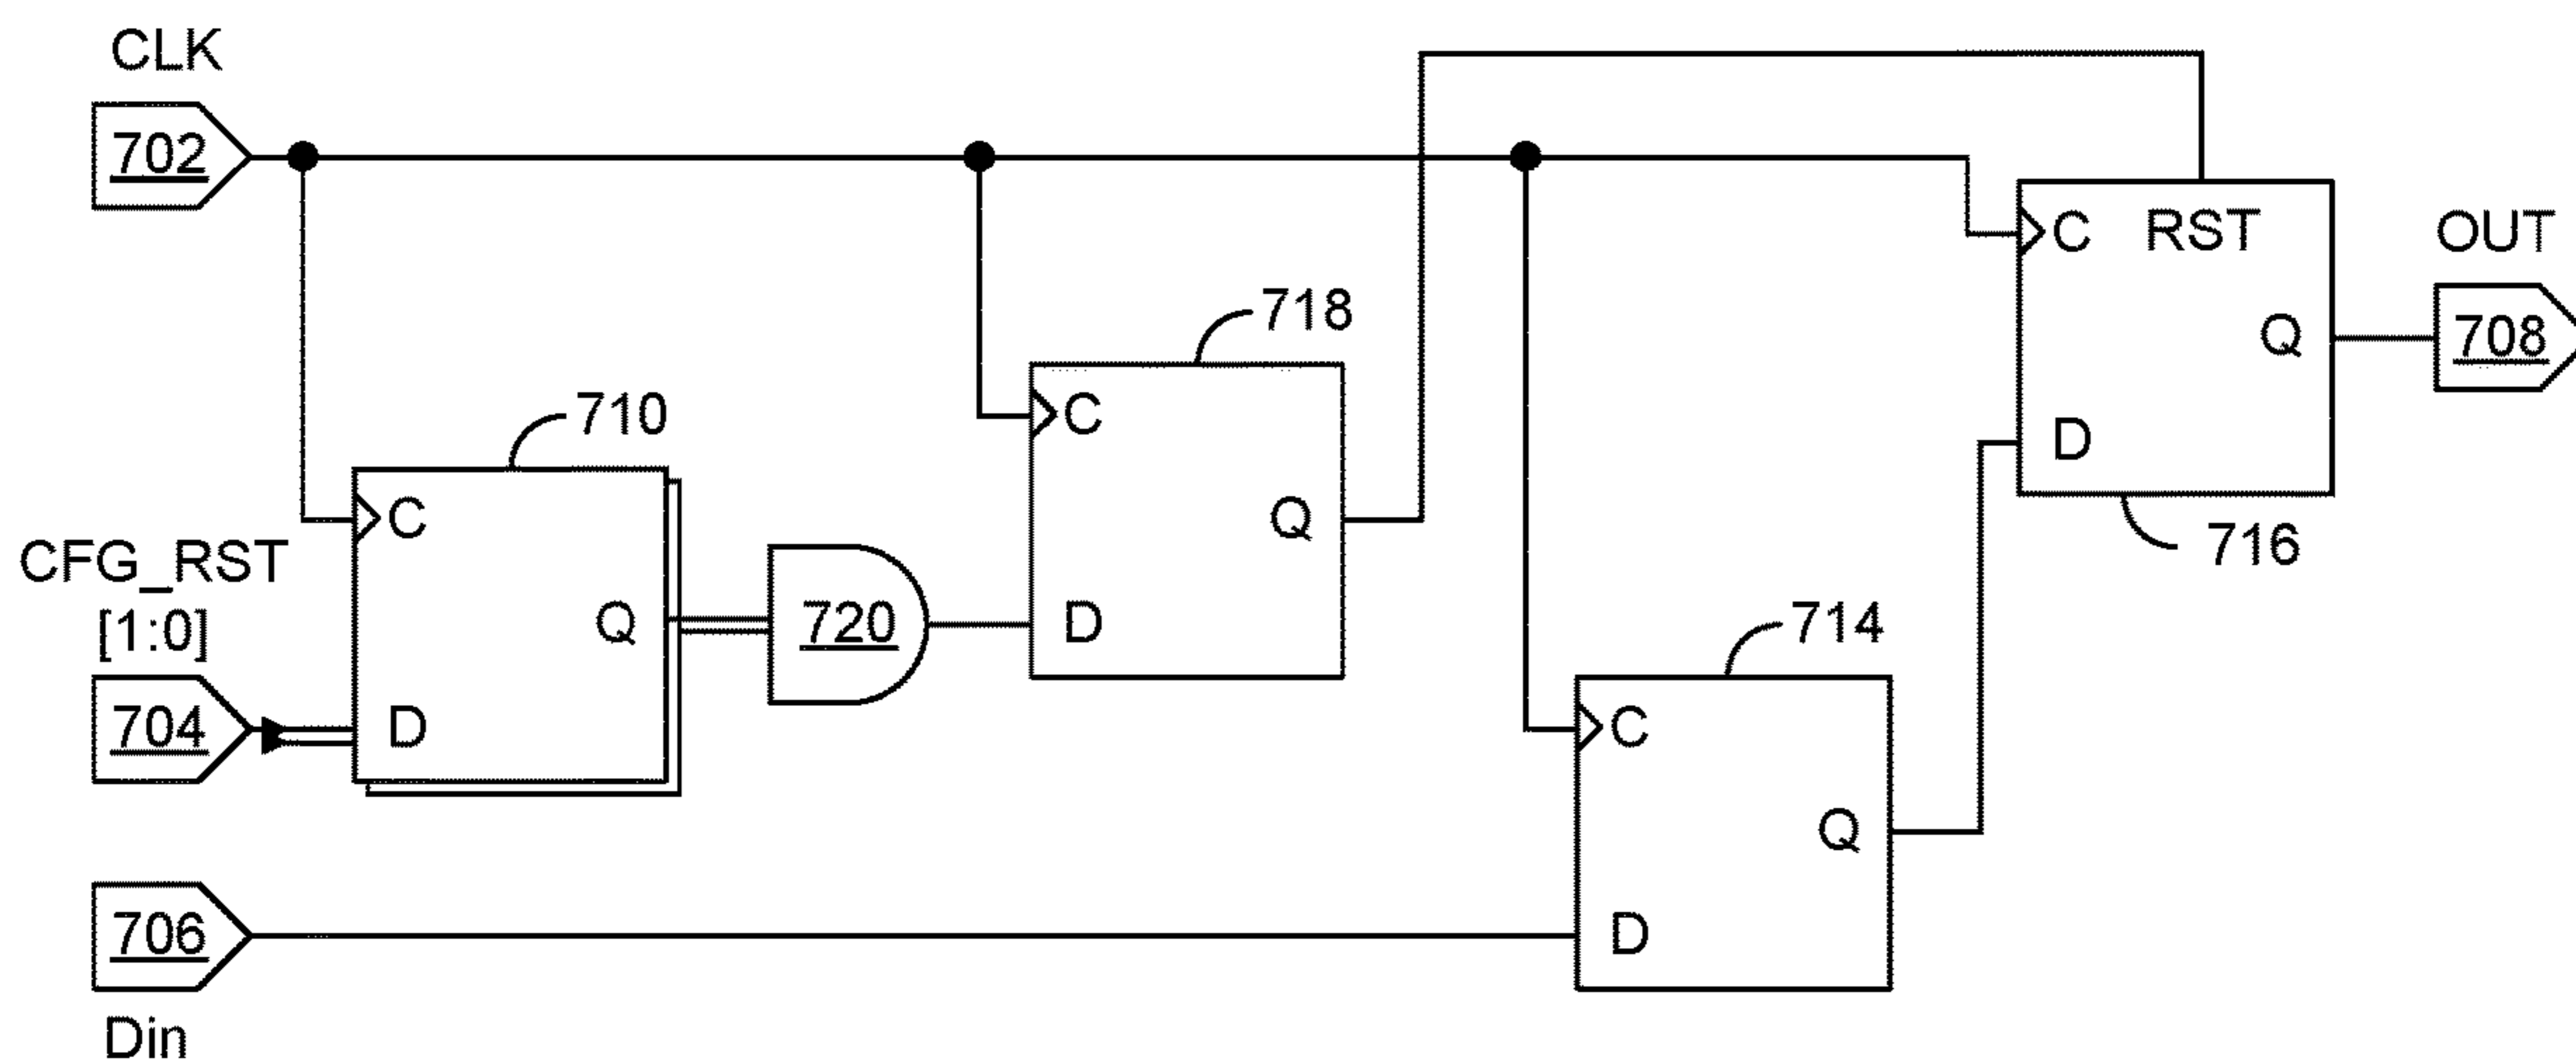 CLK
702
C
RST
OUT
Q
708
718
710
C
D
C
Q
716
CFG_RST
[1:0]
Q
720
D
714
704
D
C
Q
706
D
Din